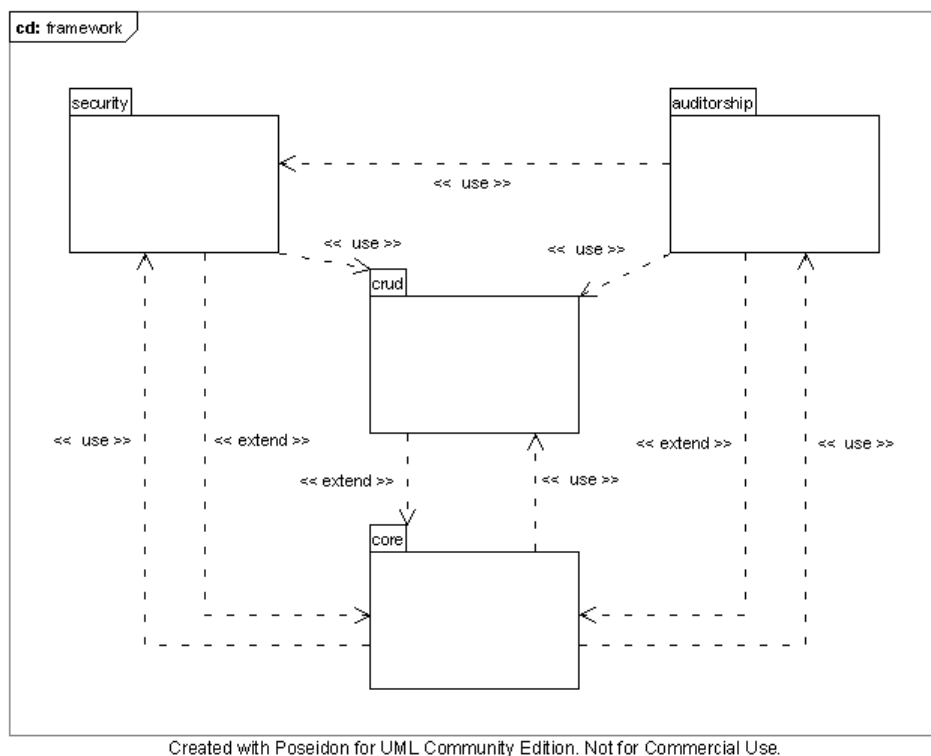 cd: framework
security
auditorship
<< use >>
<< use >>
<< use >>
crud
<< use >>
<< extend >>
<< extend >>
<< use >>
<< extend >>
<< use >>
core
Created with Poseidon for UML Community Edition. Not for Commercial Use.